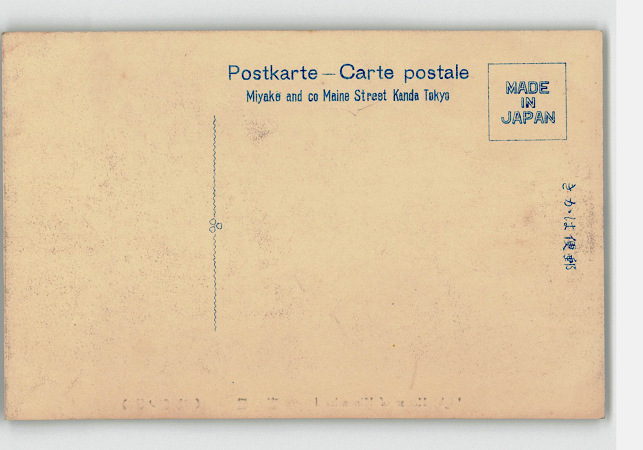 Postkarte – Carte postale
Miyake and co Maine Street Kanda Tokyo
MADE
IN
JAPAN
きかは便郵